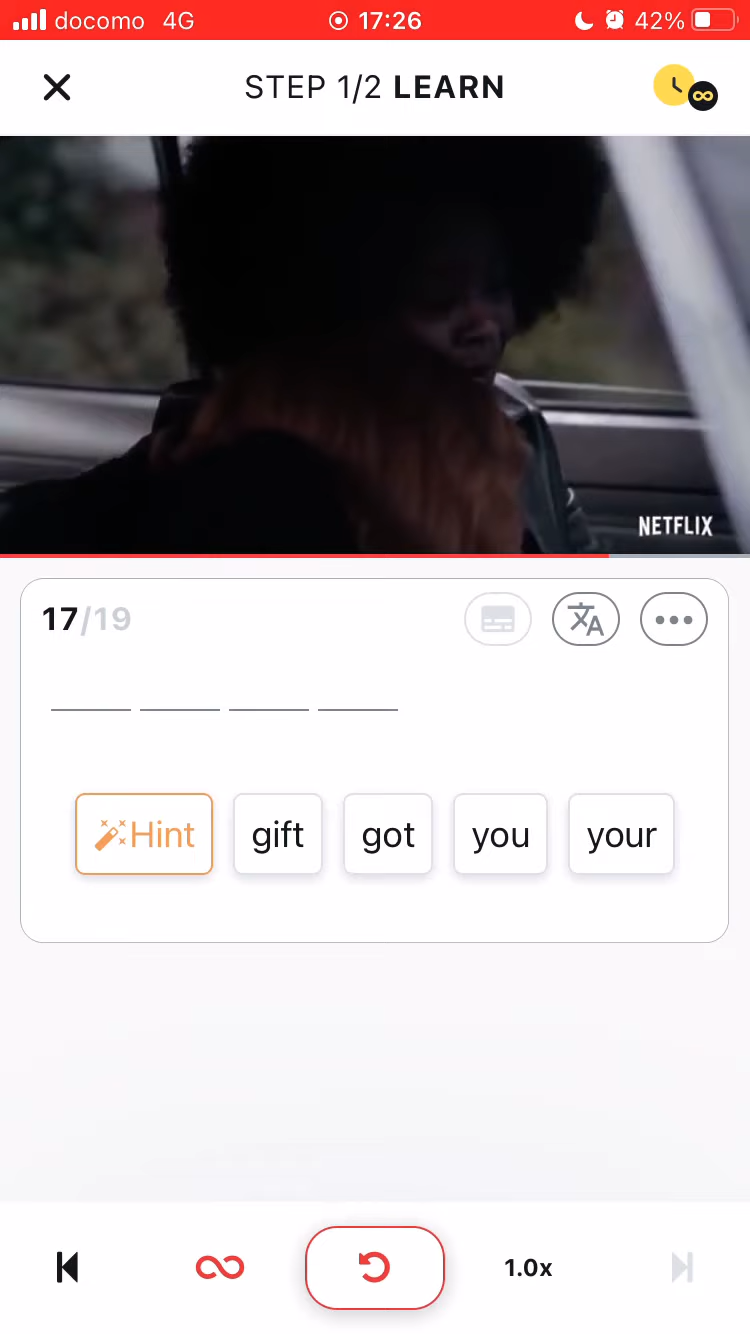 docomo 4G 17:26 42%
STEP 1/2 LEARN
NETFLIX
17/19
Hint gift got you your
1.0x